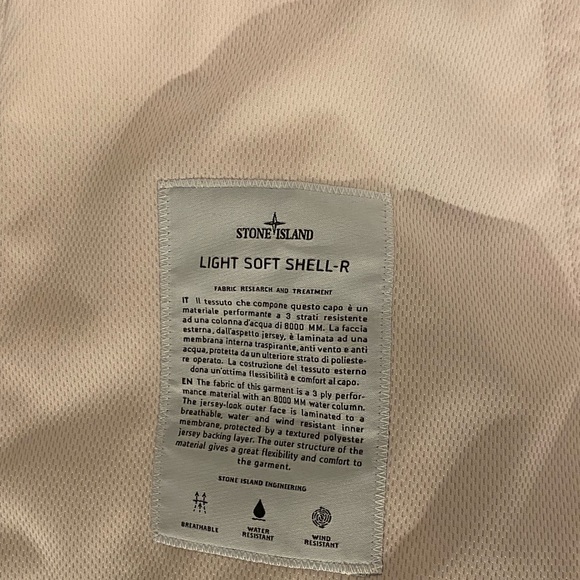 STONE ISLAND
LIGHT SOFT SHELL-R
FABRIC RESEARCH AND TREATMENT
IT Il tessuto che compone questo capo è un
materiale performante a 3 strati resistente
ad una colonna d'acqua di 8000 MM. La faccia
esterna, dall'aspetto jersey, è laminata ad una
membrana interna traspirante, anti vento e anti
acqua, protetta da un ulteriore strato di polieste-
re operato. La costruzione del tessuto esterno
dona un'ottima flessibilità e comfort al capo.
EN The fabric of this garment is a 3 ply perfor-
mance material with an 8000 MM water column.
The jersey-look outer face is laminated to a
breathable, water and wind resistant inner
membrane, protected by a textured polyester
jersey backing layer. The outer structure of the
material gives a great flexibility and comfort to
the garment.
STONE ISLAND ENGINEERING
BREATHABLE
WATER
RESISTANT
WIND
RESISTANT